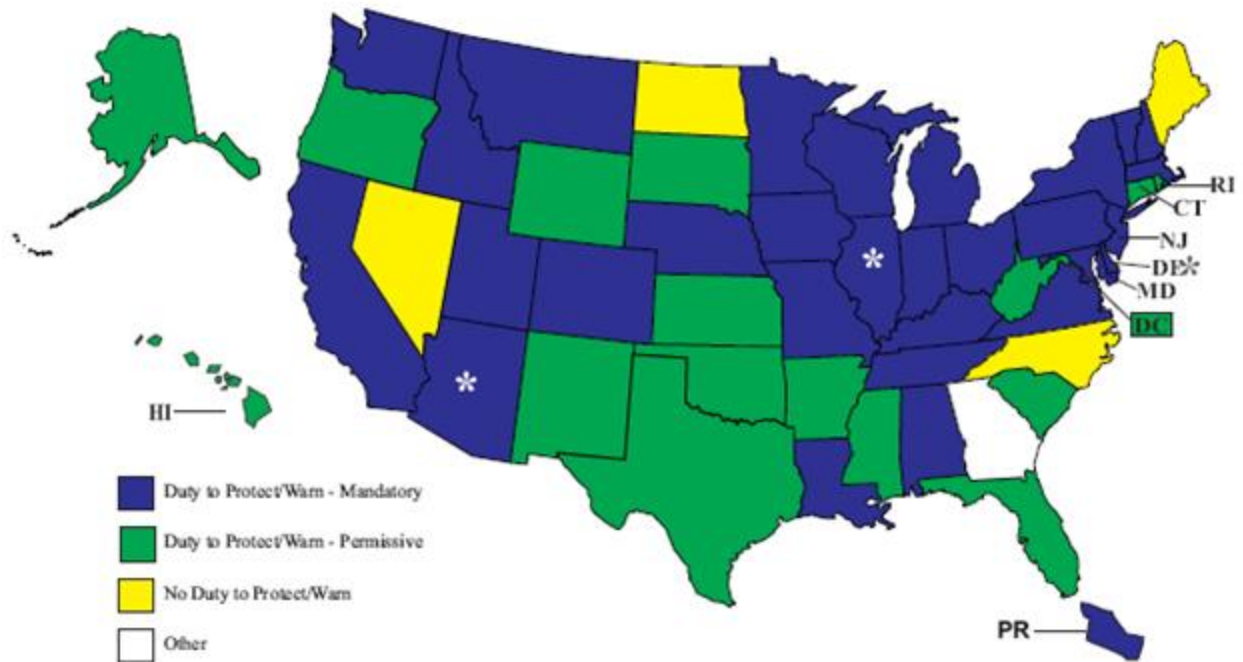 *
RI
CT
NJ
DE*
MD
DC
*
HI
Duty to Protect/Warn - Mandatory
Duty to Protect/Warn - Permissive
No Duty to Protect/Warn
Other
PR